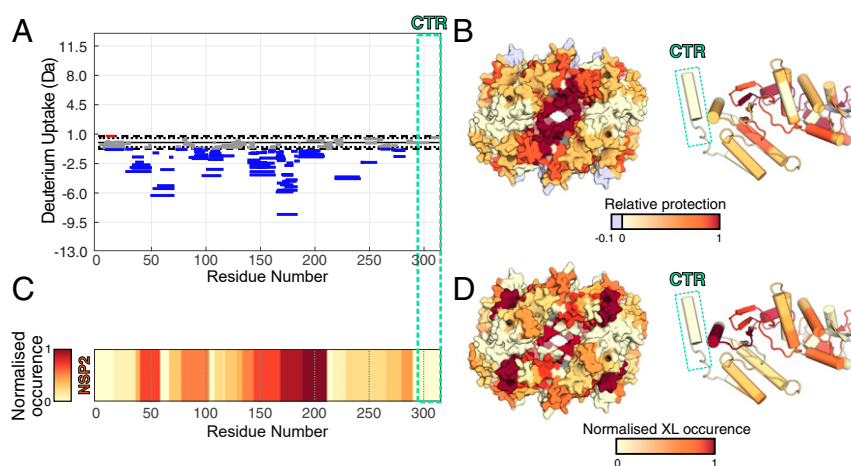 CTR
A
11.5
8.0
4.5
1.0
-2.5
-6.0
-9.5
-13.0
Deuterium Uptake (Da)
0 50 100 150 200 250 300
Residue Number
B
CTR
Relative protection
-0.1 0 1
C
Normalised
occurence
1
0
NSP2
0 50 100 150 200 250 300
Residue Number
D
CTR
Normalised XL occurence
0 1